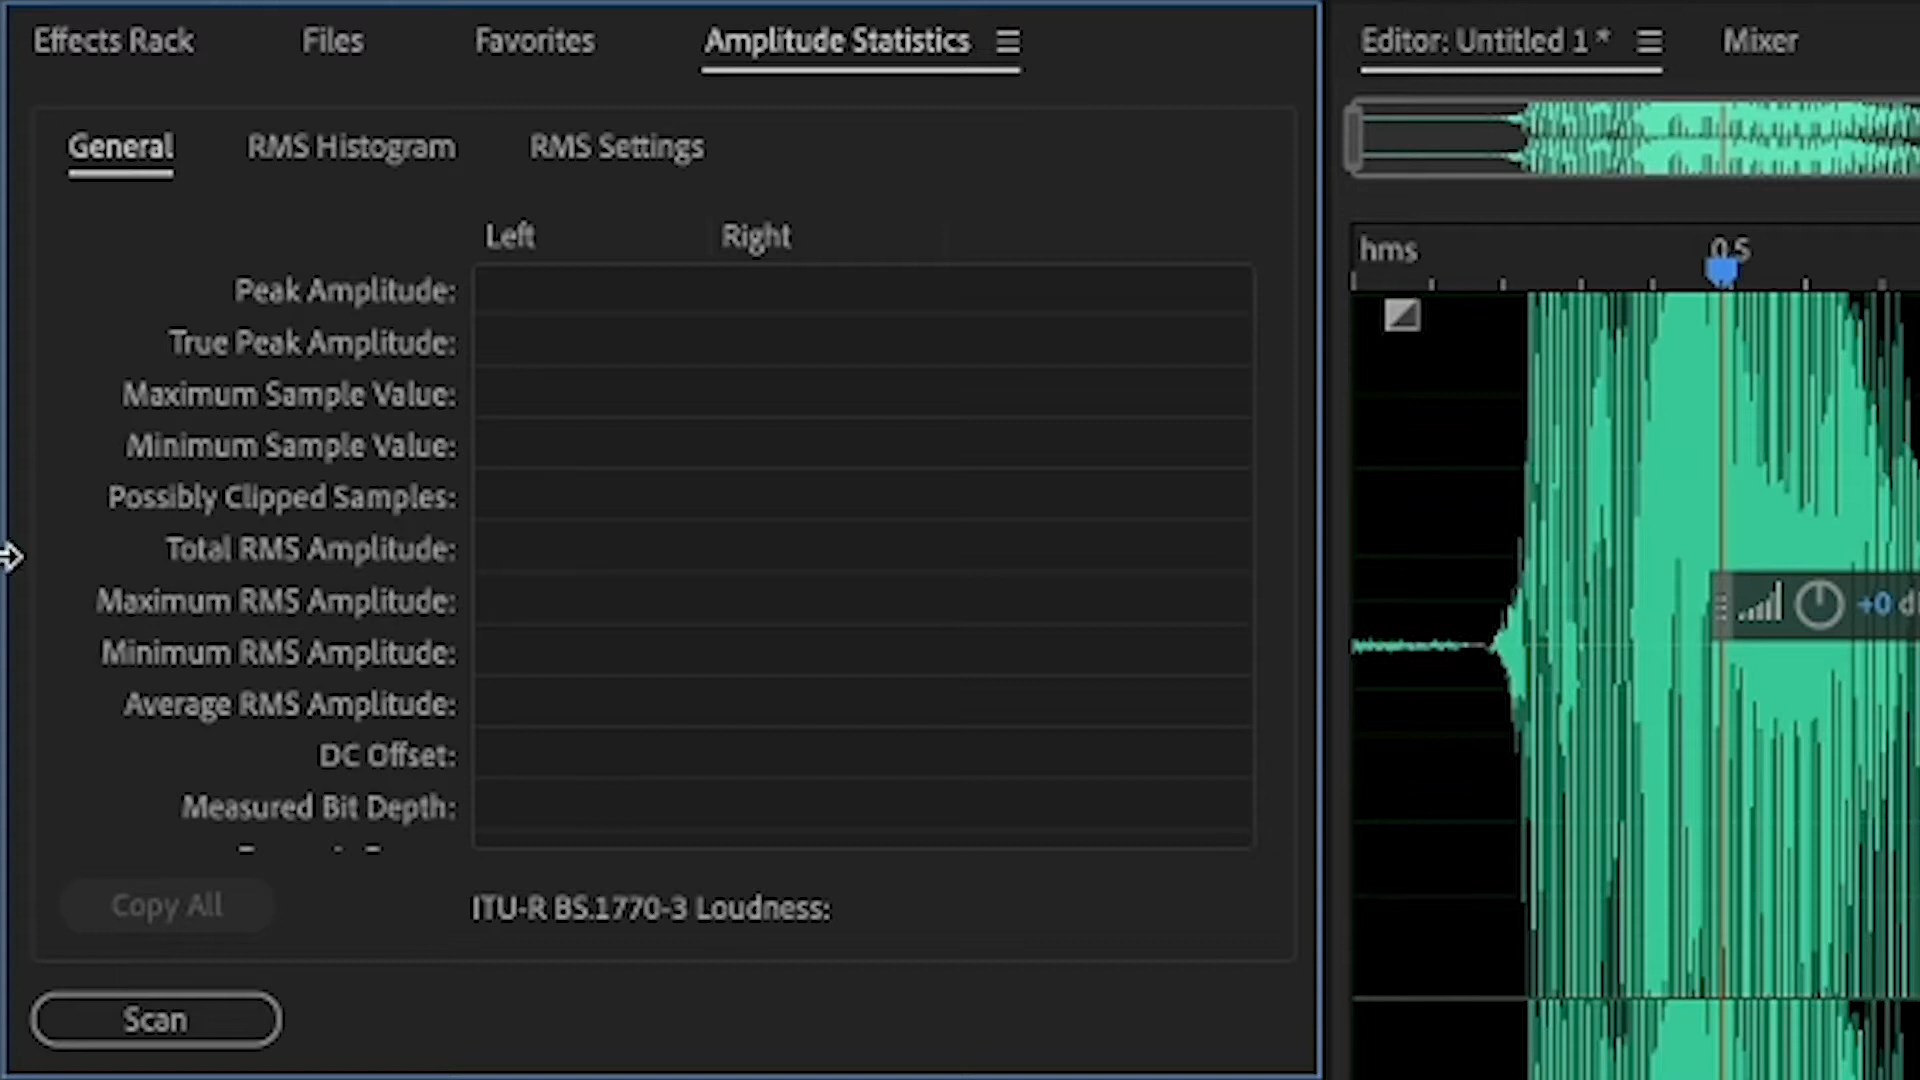 Effects Rack Files Favorites Amplitude Statistics
General RMS Histogram RMS Settings
Left Right
Peak Amplitude:
True Peak Amplitude:
Maximum Sample Value:
Minimum Sample Value:
Possibly Clipped Samples:
Total RMS Amplitude:
Maximum RMS Amplitude:
Minimum RMS Amplitude:
Average RMS Amplitude:
DC Offset:
Measured Bit Depth:
Copy All ITU-R BS.1770-3 Loudness:
Scan
Editor: Untitled 1 * Mixer
hms 0.5
+0